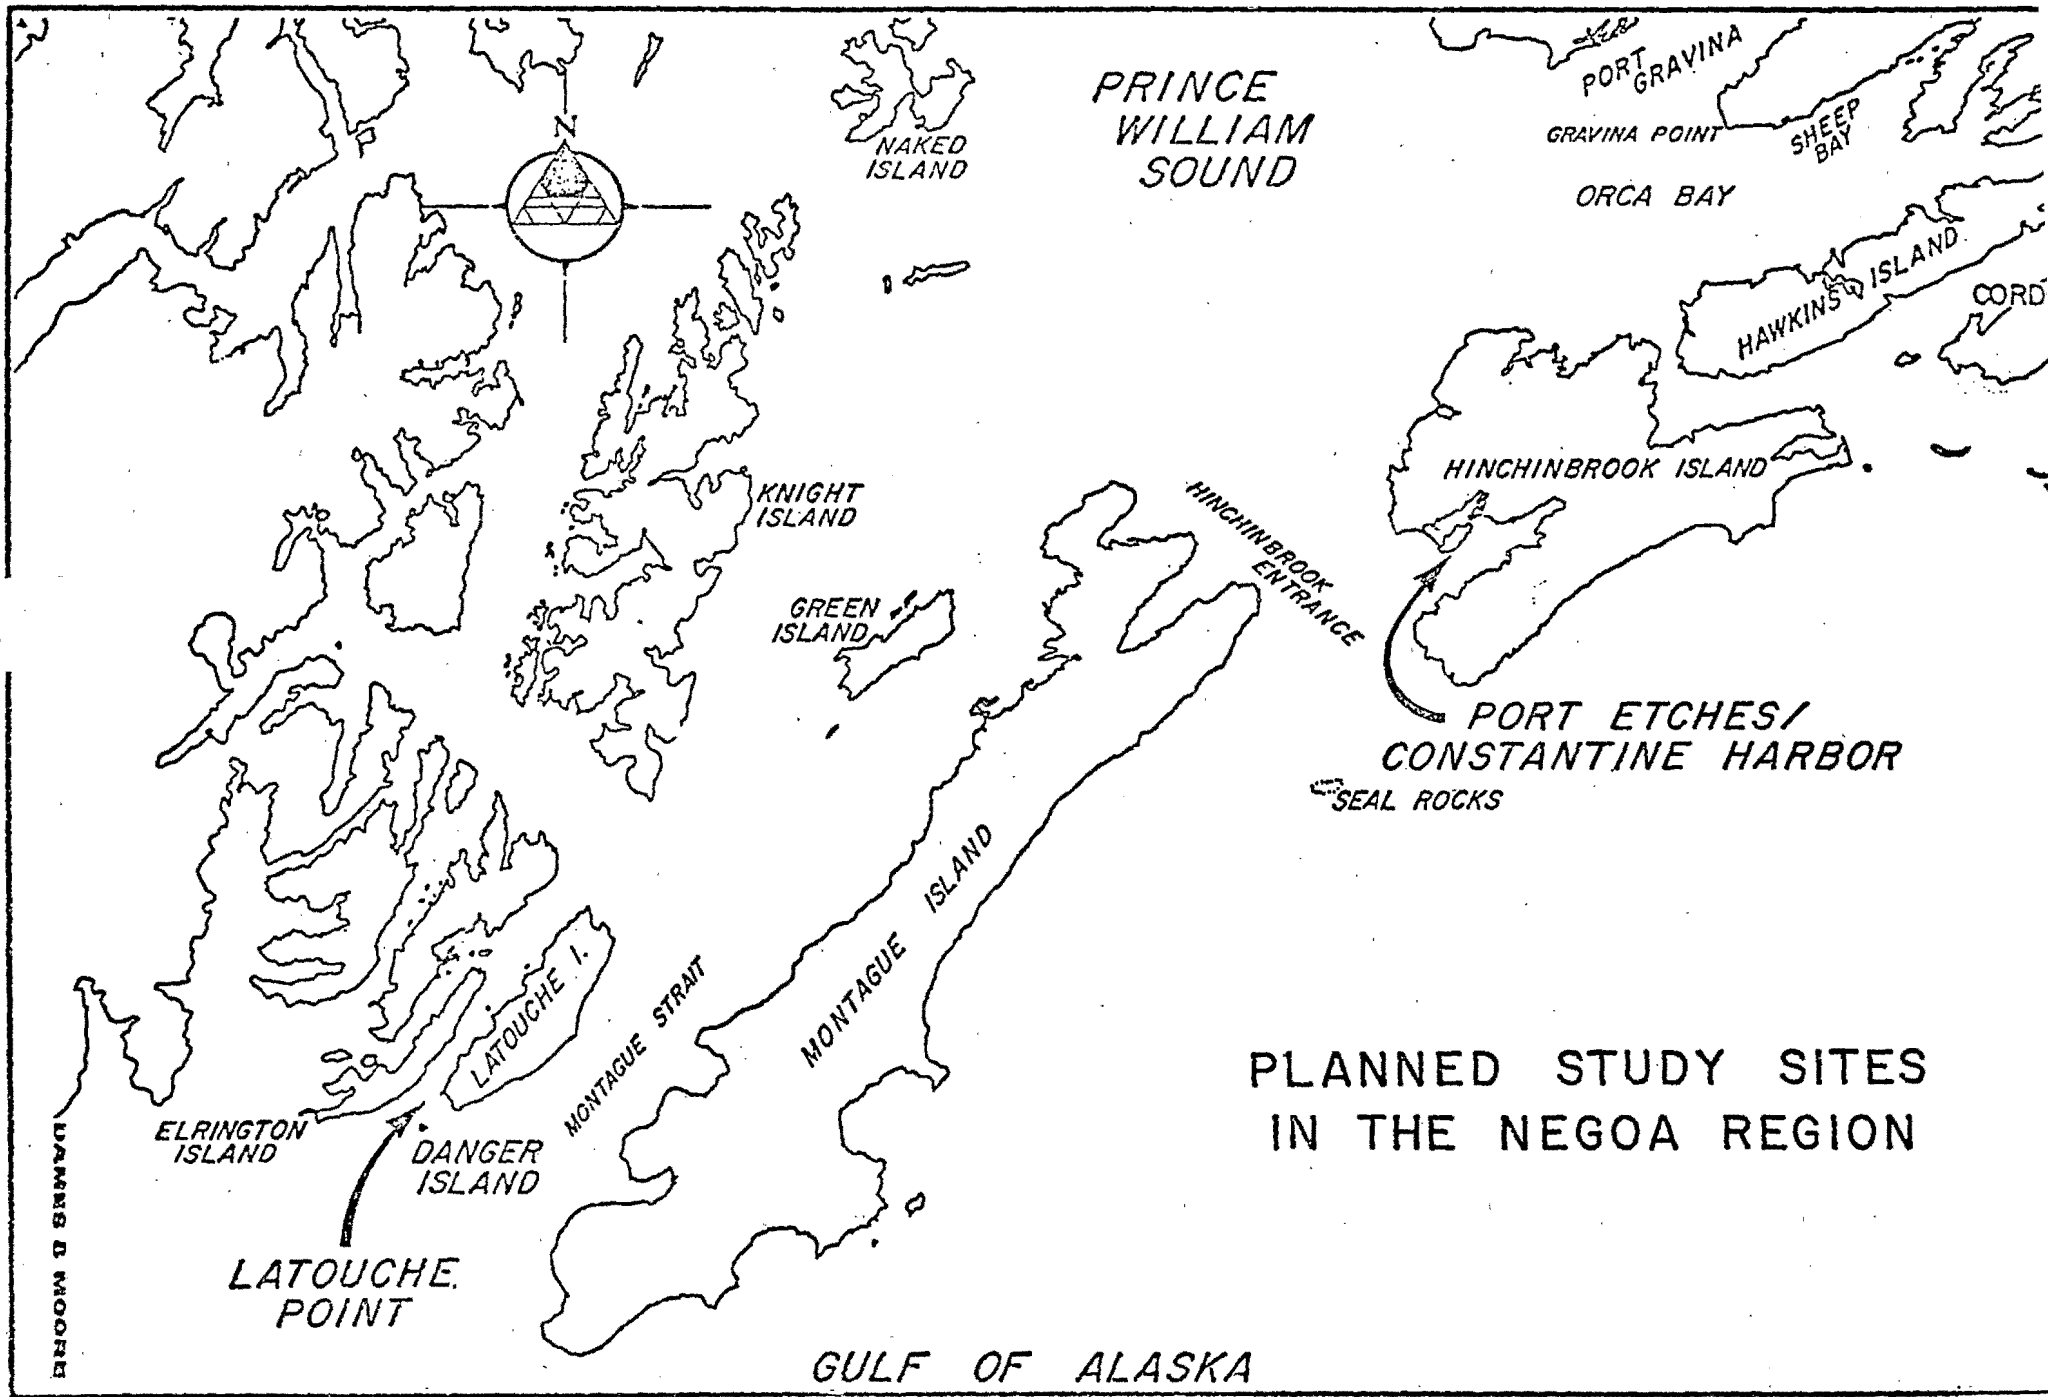 PORT
GRAVINA
PRINCE
WILLIAM
SOUND
N
NAKED
ISLAND
GRAVINA POINT
SHEEP
BAY
ORCA BAY
HAWKINS ISLAND
CORD
HINCHINBROOK ISLAND
KNIGHT
ISLAND
HINCHINBROOK
ENTRANCE
GREEN
ISLAND
PORT ETCHES/
CONSTANTINE HARBOR
SEAL ROCKS
MONTAGUE ISLAND
LATOUCHE I.
MONTAGUE STRAIT
PLANNED STUDY SITES
IN THE NEGOA REGION
ELRINGTON
ISLAND
DANGER
ISLAND
LATOUCHE
POINT
DAMES & MOORE
GULF OF ALASKA